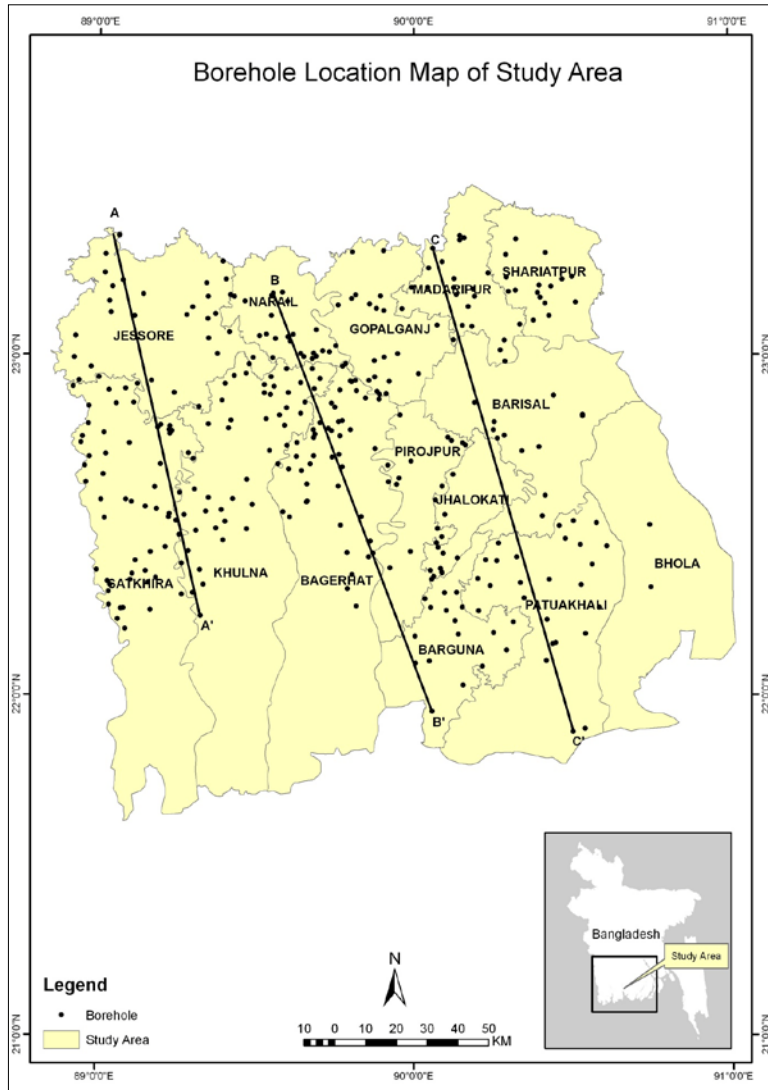 89°0'0"E
90°0'0"E
91°0'0"E
Borehole Location Map of Study Area
A
C
SHARIATPUR
B
MADARIPUR
NARAIL
GOPALGANJ
JESSORE
23°0'0"N
23°0'0"N
BARISAL
PIROJPUR
JHALOKATI
BHOLA
SATKHIRA
KHULNA
BAGERHAT
PATUAKHALI
A'
BARGUNA
22°0'0"N
22°0'0"N
B'
C'
Bangladesh
Study Area
N
Legend
Borehole
Study Area
10 0 10 20 30 40 50
KM
21°0'0"N
21°0'0"N
89°0'0"E
90°0'0"E
91°0'0"E